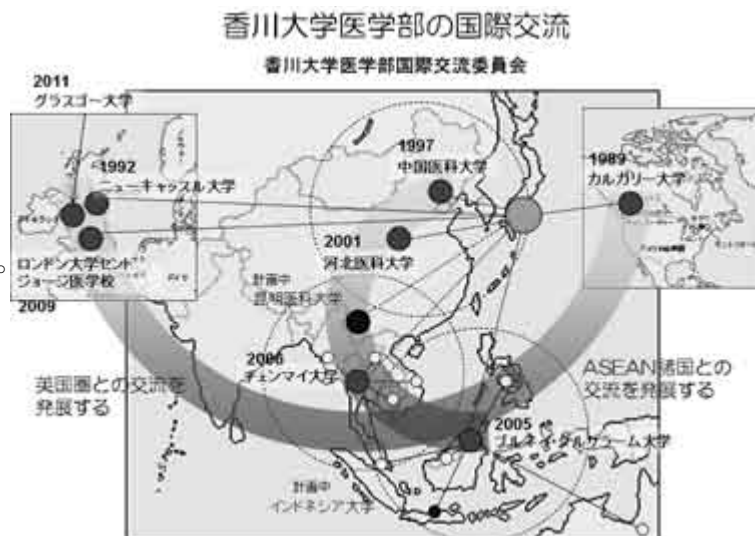 香川大学医学部の国際交流
香川大学医学部国際交流委員会
2011
グラスゴー大学
1992
ニューキャッスル大学
1997
中国医科大学
1989
カルガリー大学
2001
河北医科大学
ロンドン大学セント
ジョージ医学校
2009
計画中
昆明医科大学
2006
チェンマイ大学
英国圏との交流を
発展する
ASEAN諸国との
交流を発展する
2005
ブルネイ・ダルサラーム大学
計画中
インドネシア大学